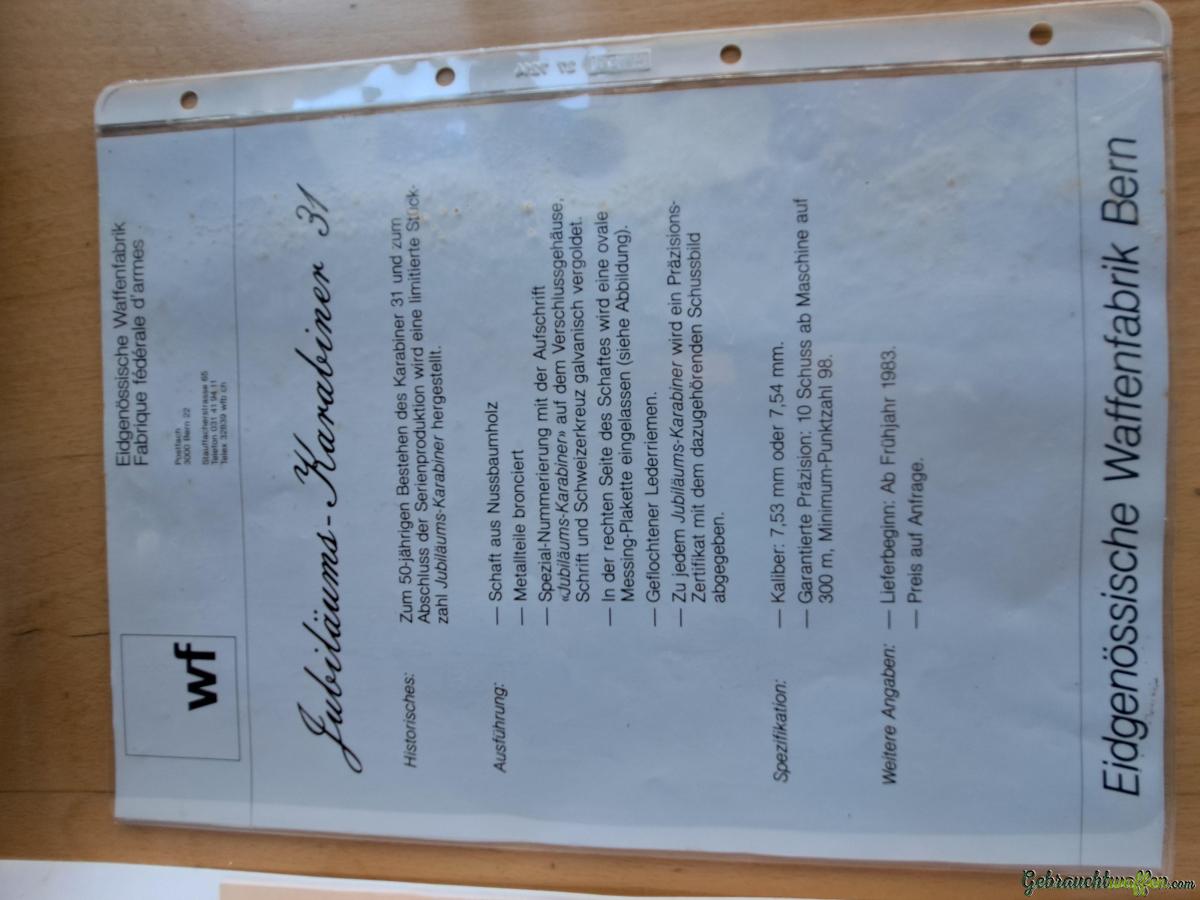 wf
Eidgenössische Waffenfabrik
Fabrique fédérale d'armes
Postfach
3000 Bern 22
Stauffacherstrasse 65
Telefon 031 41 94 11
Telex 32839 wfb ch
Jubiläums-Karabiner 31
Historisches:
Zum 50-jährigen Bestehen des Karabiner 31 und zum
Abschluss der Serienproduktion wird eine limitierte Stück-
zahl Jubiläums-Karabiner hergestellt.
Ausführung:
— Schaft aus Nussbaumholz
— Metallteile bronciert
— Spezial-Nummerierung mit der Aufschrift
«Jubiläums-Karabiner» auf dem Verschlussgehäuse,
Schrift und Schweizerkreuz galvanisch vergoldet.
— In der rechten Seite des Schaftes wird eine ovale
Messing-Plakette eingelassen (siehe Abbildung).
— Geflochtener Lederriemen.
— Zu jedem Jubiläums-Karabiner wird ein Präzisions-
Zertifikat mit dem dazugehörenden Schussbild
abgegeben.
Spezifikation:
— Kaliber: 7,53 mm oder 7,54 mm.
— Garantierte Präzision: 10 Schuss ab Maschine auf
300 m, Minimum-Punktzahl 98.
Weitere Angaben:
— Lieferbeginn: Ab Frühjahr 1983.
— Preis auf Anfrage.
Eidgenössische Waffenfabrik Bern
Gebrauchtwaffen.com